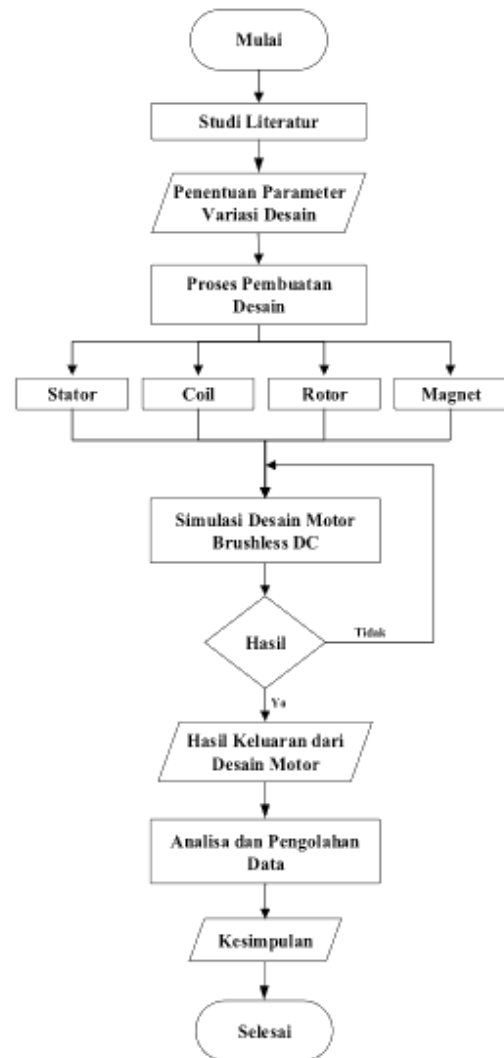 Mulai
Studi Literatur
Penentuan Parameter
Variasi Desain
Proses Pembuatan
Desain
Stator
Coil
Rotor
Magnet
Simulasi Desain Motor
Brushless DC
Hasil
Tidak
Ya
Hasil Keluaran dari
Desain Motor
Analisa dan Pengolahan
Data
Kesimpulan
Selesai